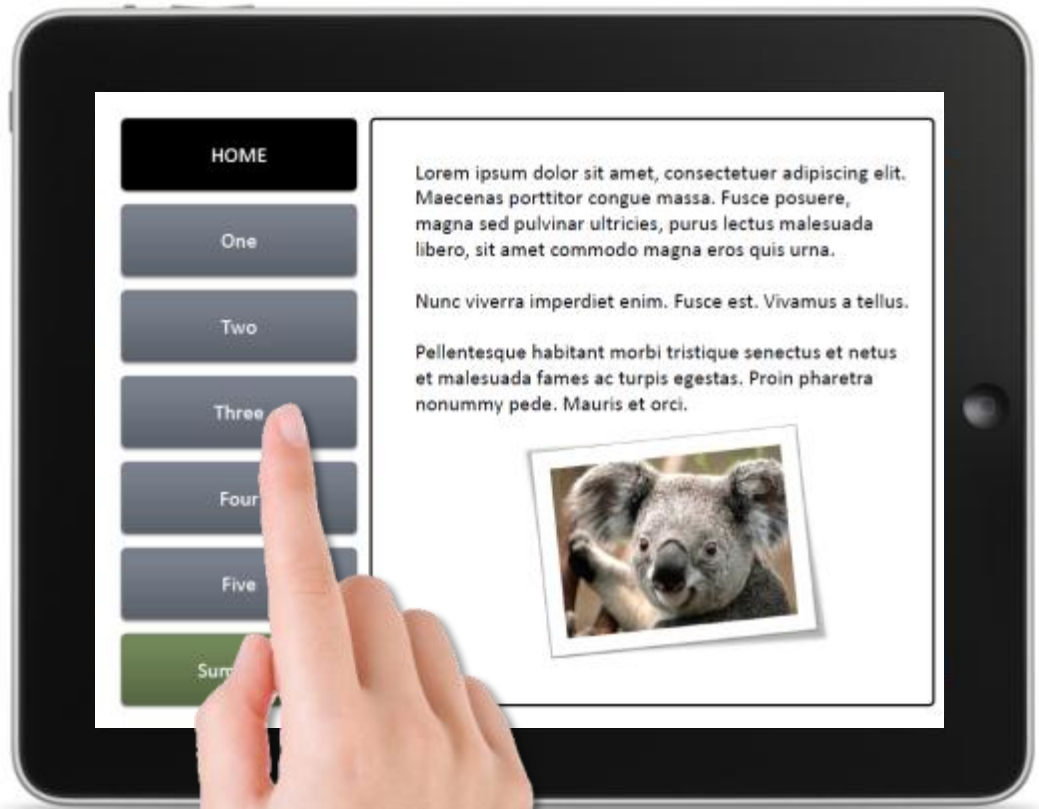 HOME
One
Two
Three
Four
Five
Lorem ipsum dolor sit amet, consectetuer adipiscing elit.
Maecenas porttitor congue massa. Fusce posuere,
magna sed pulvinar ultricies, purus lectus malesuada
libero, sit amet commodo magna eros quis urna.
Nunc viverra imperdiet enim. Fusce est. Vivamus a tellus.
Pellentesque habitant morbi tristique senectus et netus
et malesuada fames ac turpis egestas. Proin pharetra
nonummy pede. Mauris et orci.